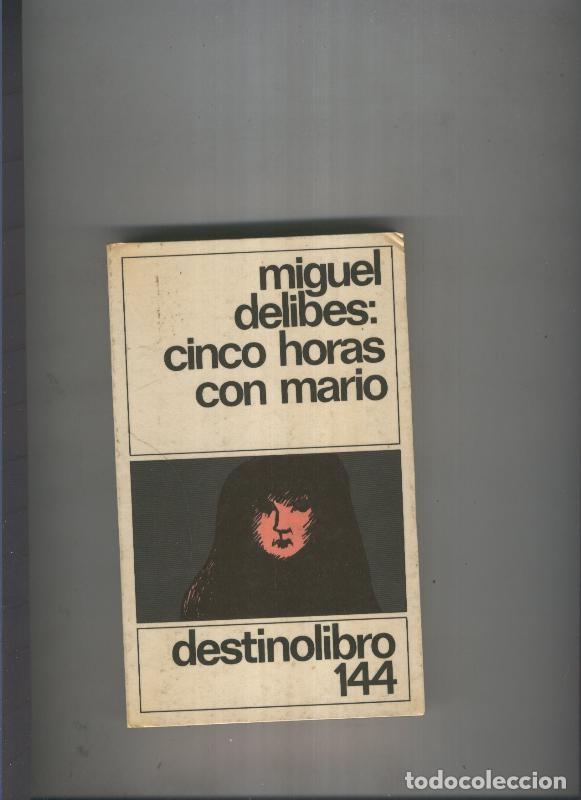 miguel
delibes:
cinco horas
con mario
destinolibro
144
todocoleccion